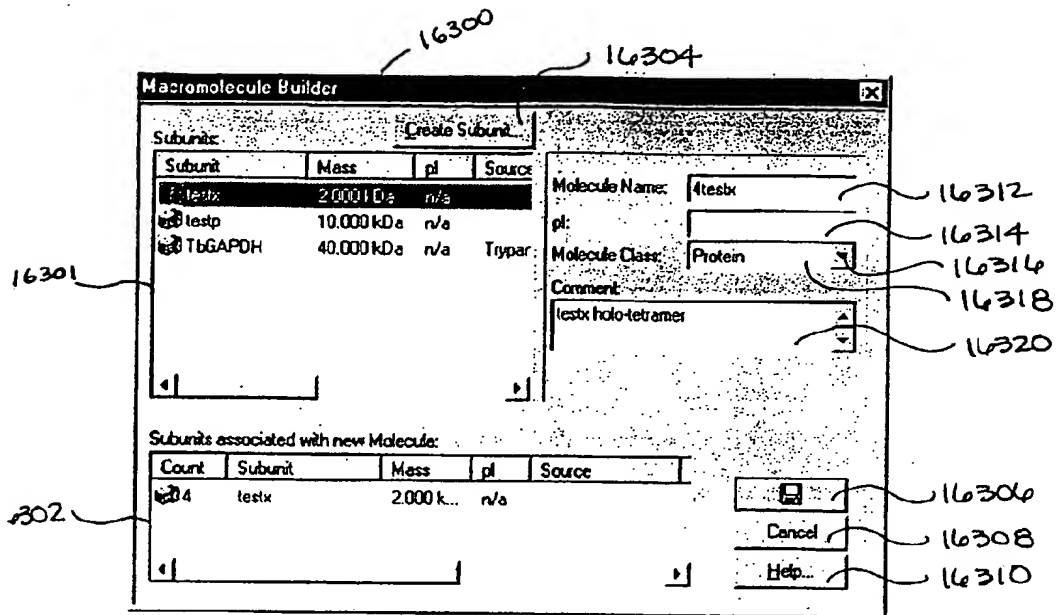 16300
16304
Macromolecule Builder
Subunits:
Create Subunit...
Subunit Mass pI Source
testx 2.000 kDa n/a
testp 10.000 kDa n/a
TbGAPDH 40.000 kDa n/a Trypar
16301
Molecule Name: 4testx
16312
pI:
16314
Molecule Class: Protein
16316
16318
Comment:
testx holo-tetramer
16320
Subunits associated with new Molecule:
Count Subunit Mass pI Source
4 testx 2.000 k... n/a
6302
16306
Cancel
16308
Help...
16310